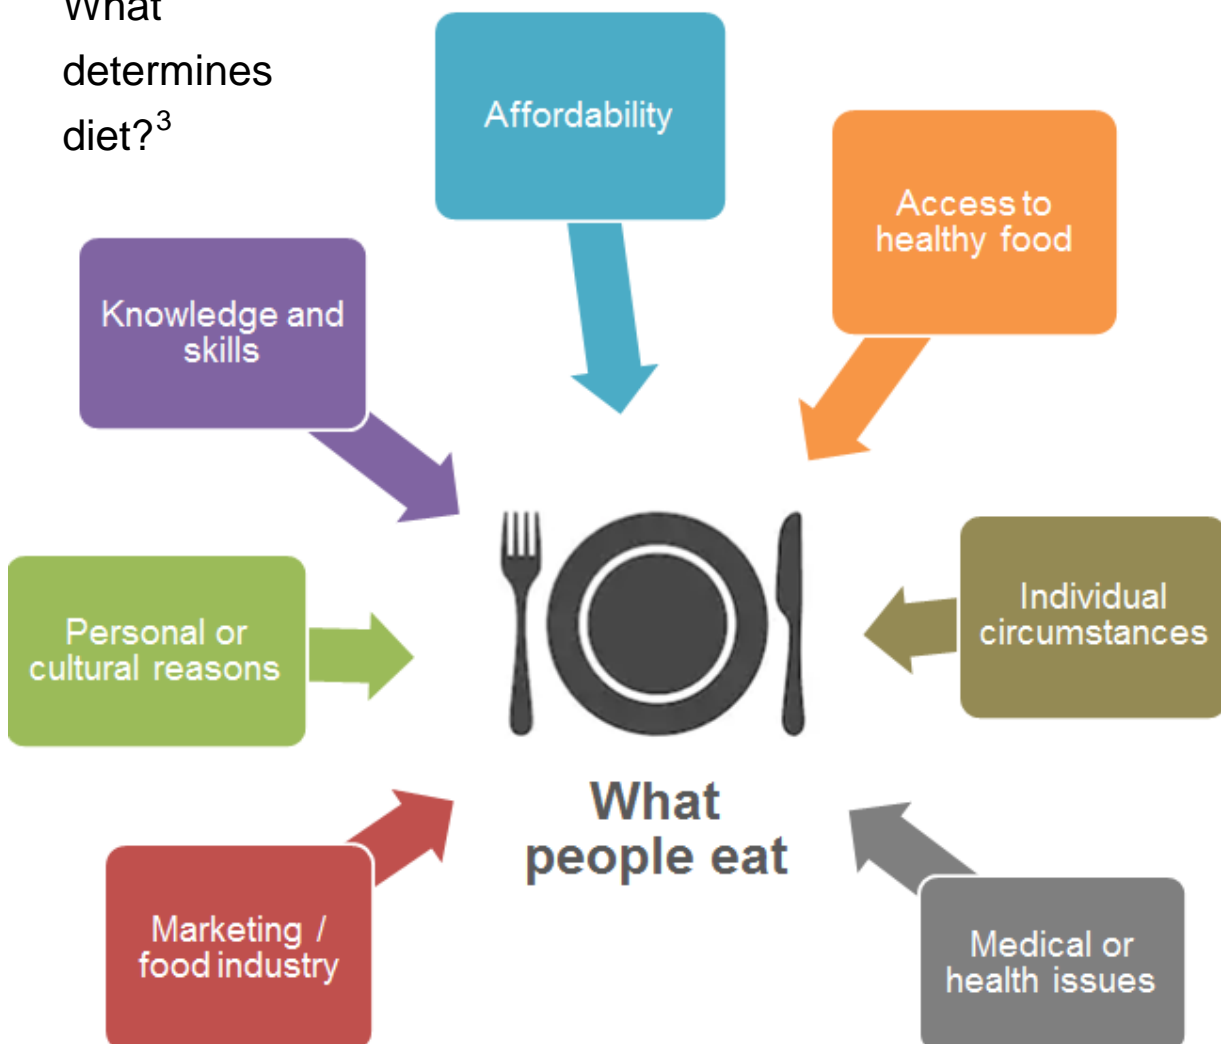 What
determines
diet?3
Affordability
Access to
healthy food
Knowledge and
skills
Individual
circumstances
Personal or
cultural reasons
What
people eat
Marketing /
food industry
Medical or
health issues